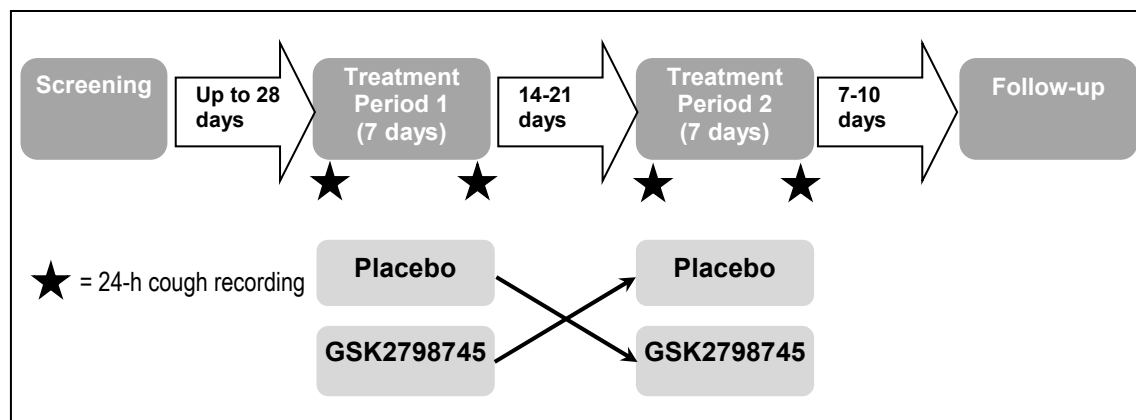 Screening
Up to 28
days
Treatment
Period 1
(7 days)
14-21
days
Treatment
Period 2
(7 days)
7-10
days
Follow-up
= 24-h cough recording
Placebo
Placebo
GSK2798745
GSK2798745